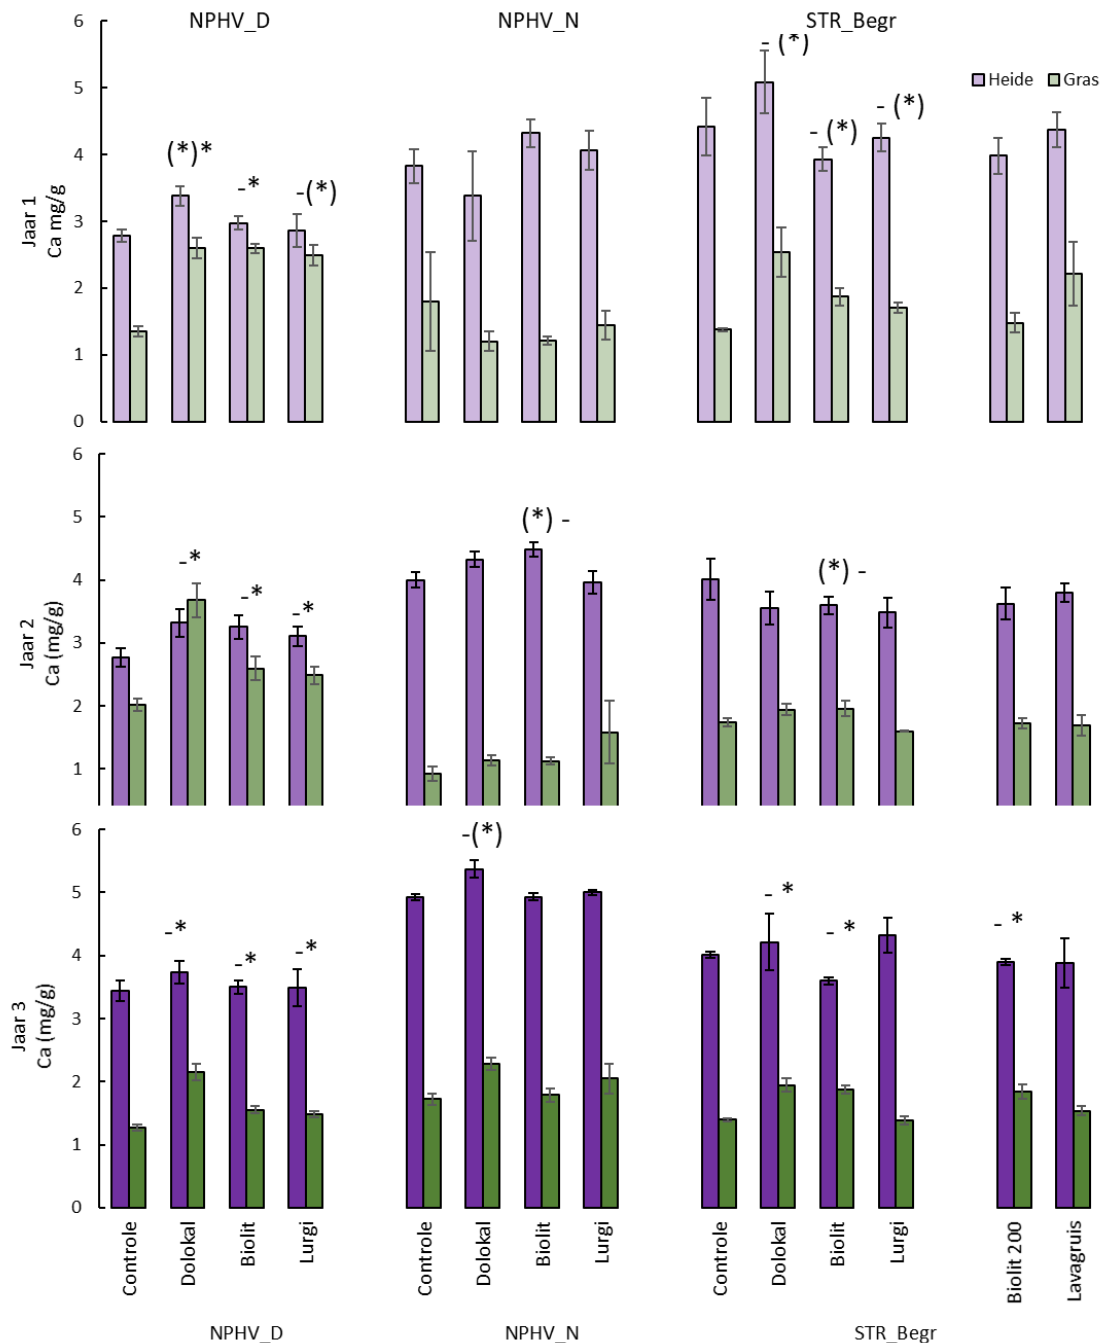 NPHV_D NPHV_N STR_Begr
Heide Gras
Jaar 1
Ca mg/g
6
5
4
3
2
1
0
(*)* -* -(*)
- (*) - (*) - (*)
Jaar 2
Ca (mg/g)
6
5
4
3
2
1
-* -* -*
(*) -
(*) -
Jaar 3
Ca (mg/g)
6
5
4
3
2
1
0
-* -* -*
-(*)
- * - * - *
Controle Dolokal Biolit Lurgi Controle Dolokal Biolit Lurgi Controle Dolokal Biolit Lurgi Biolit 200 Lavagruis
NPHV_D NPHV_N STR_Begr